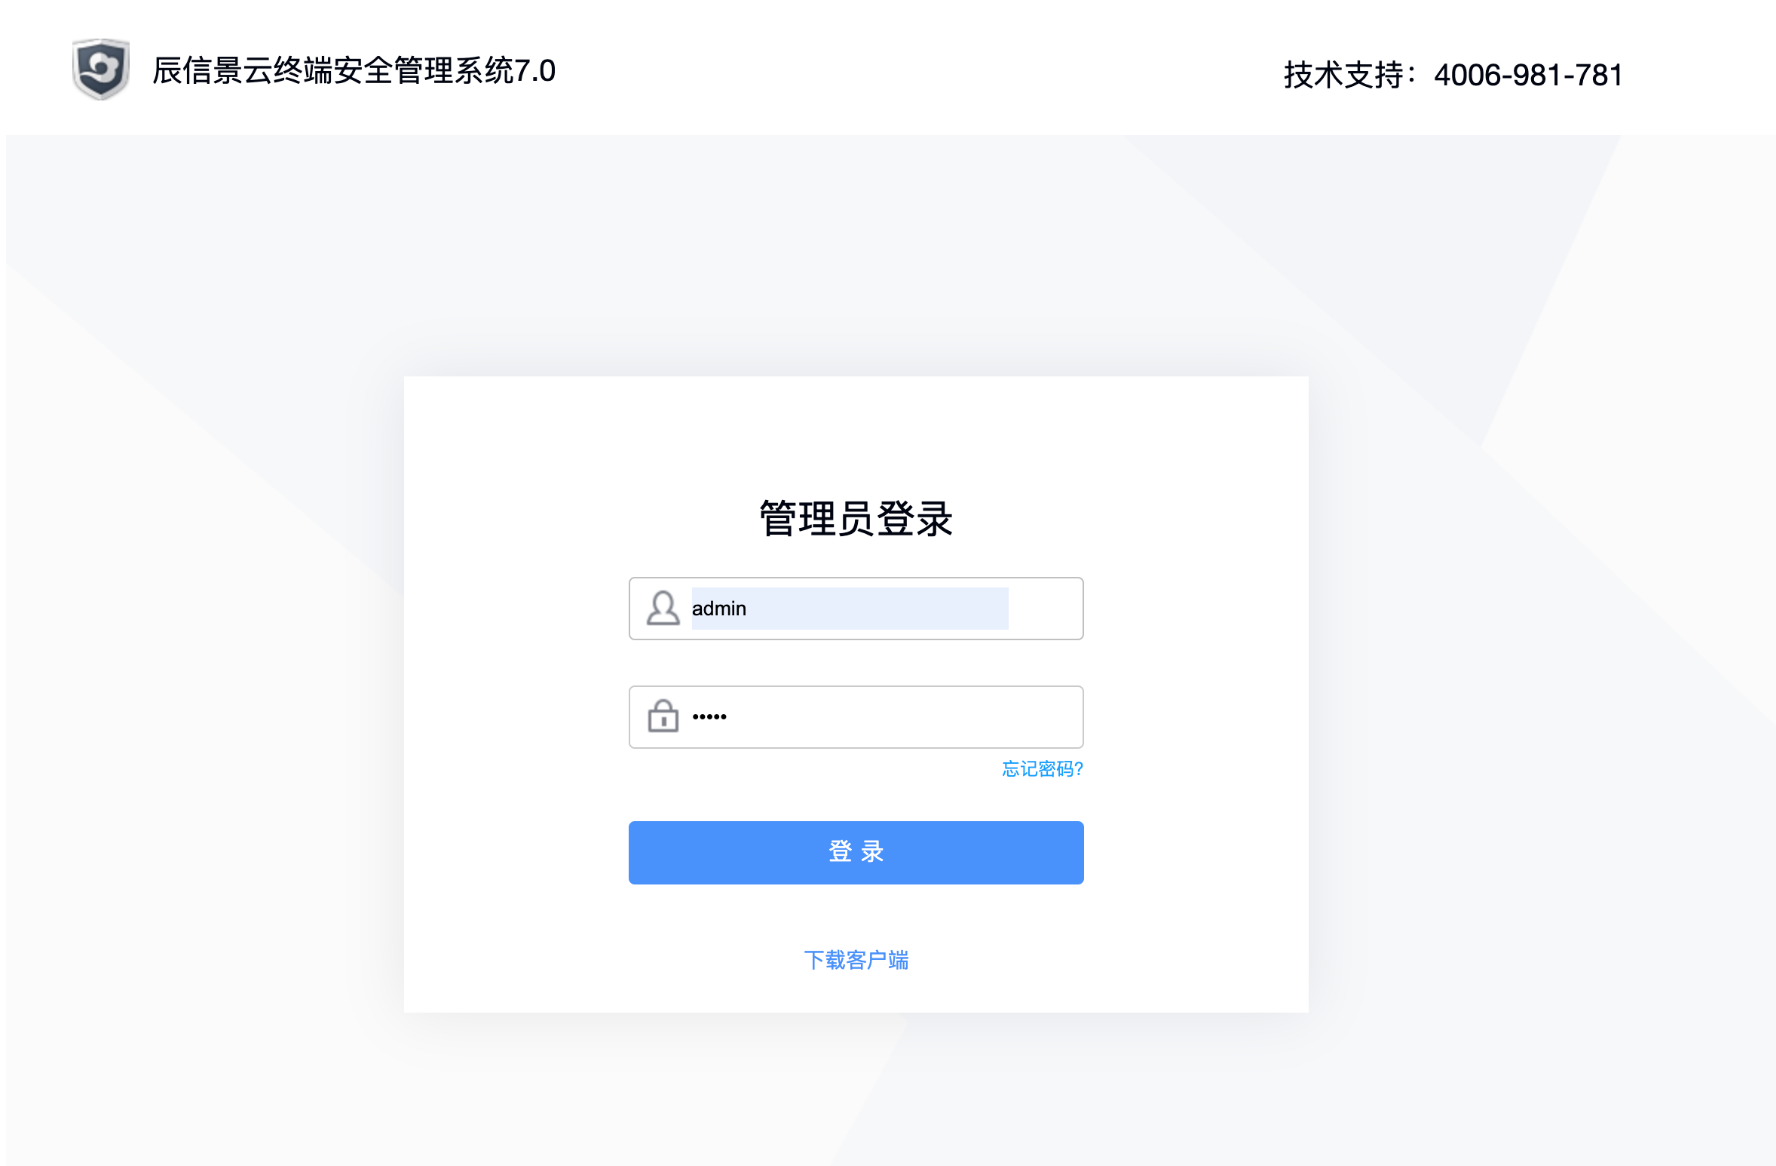 辰信景云终端安全管理系统7.0
技术支持：4006-981-781
管理员登录
admin
•••••
忘记密码?
登 录
下载客户端